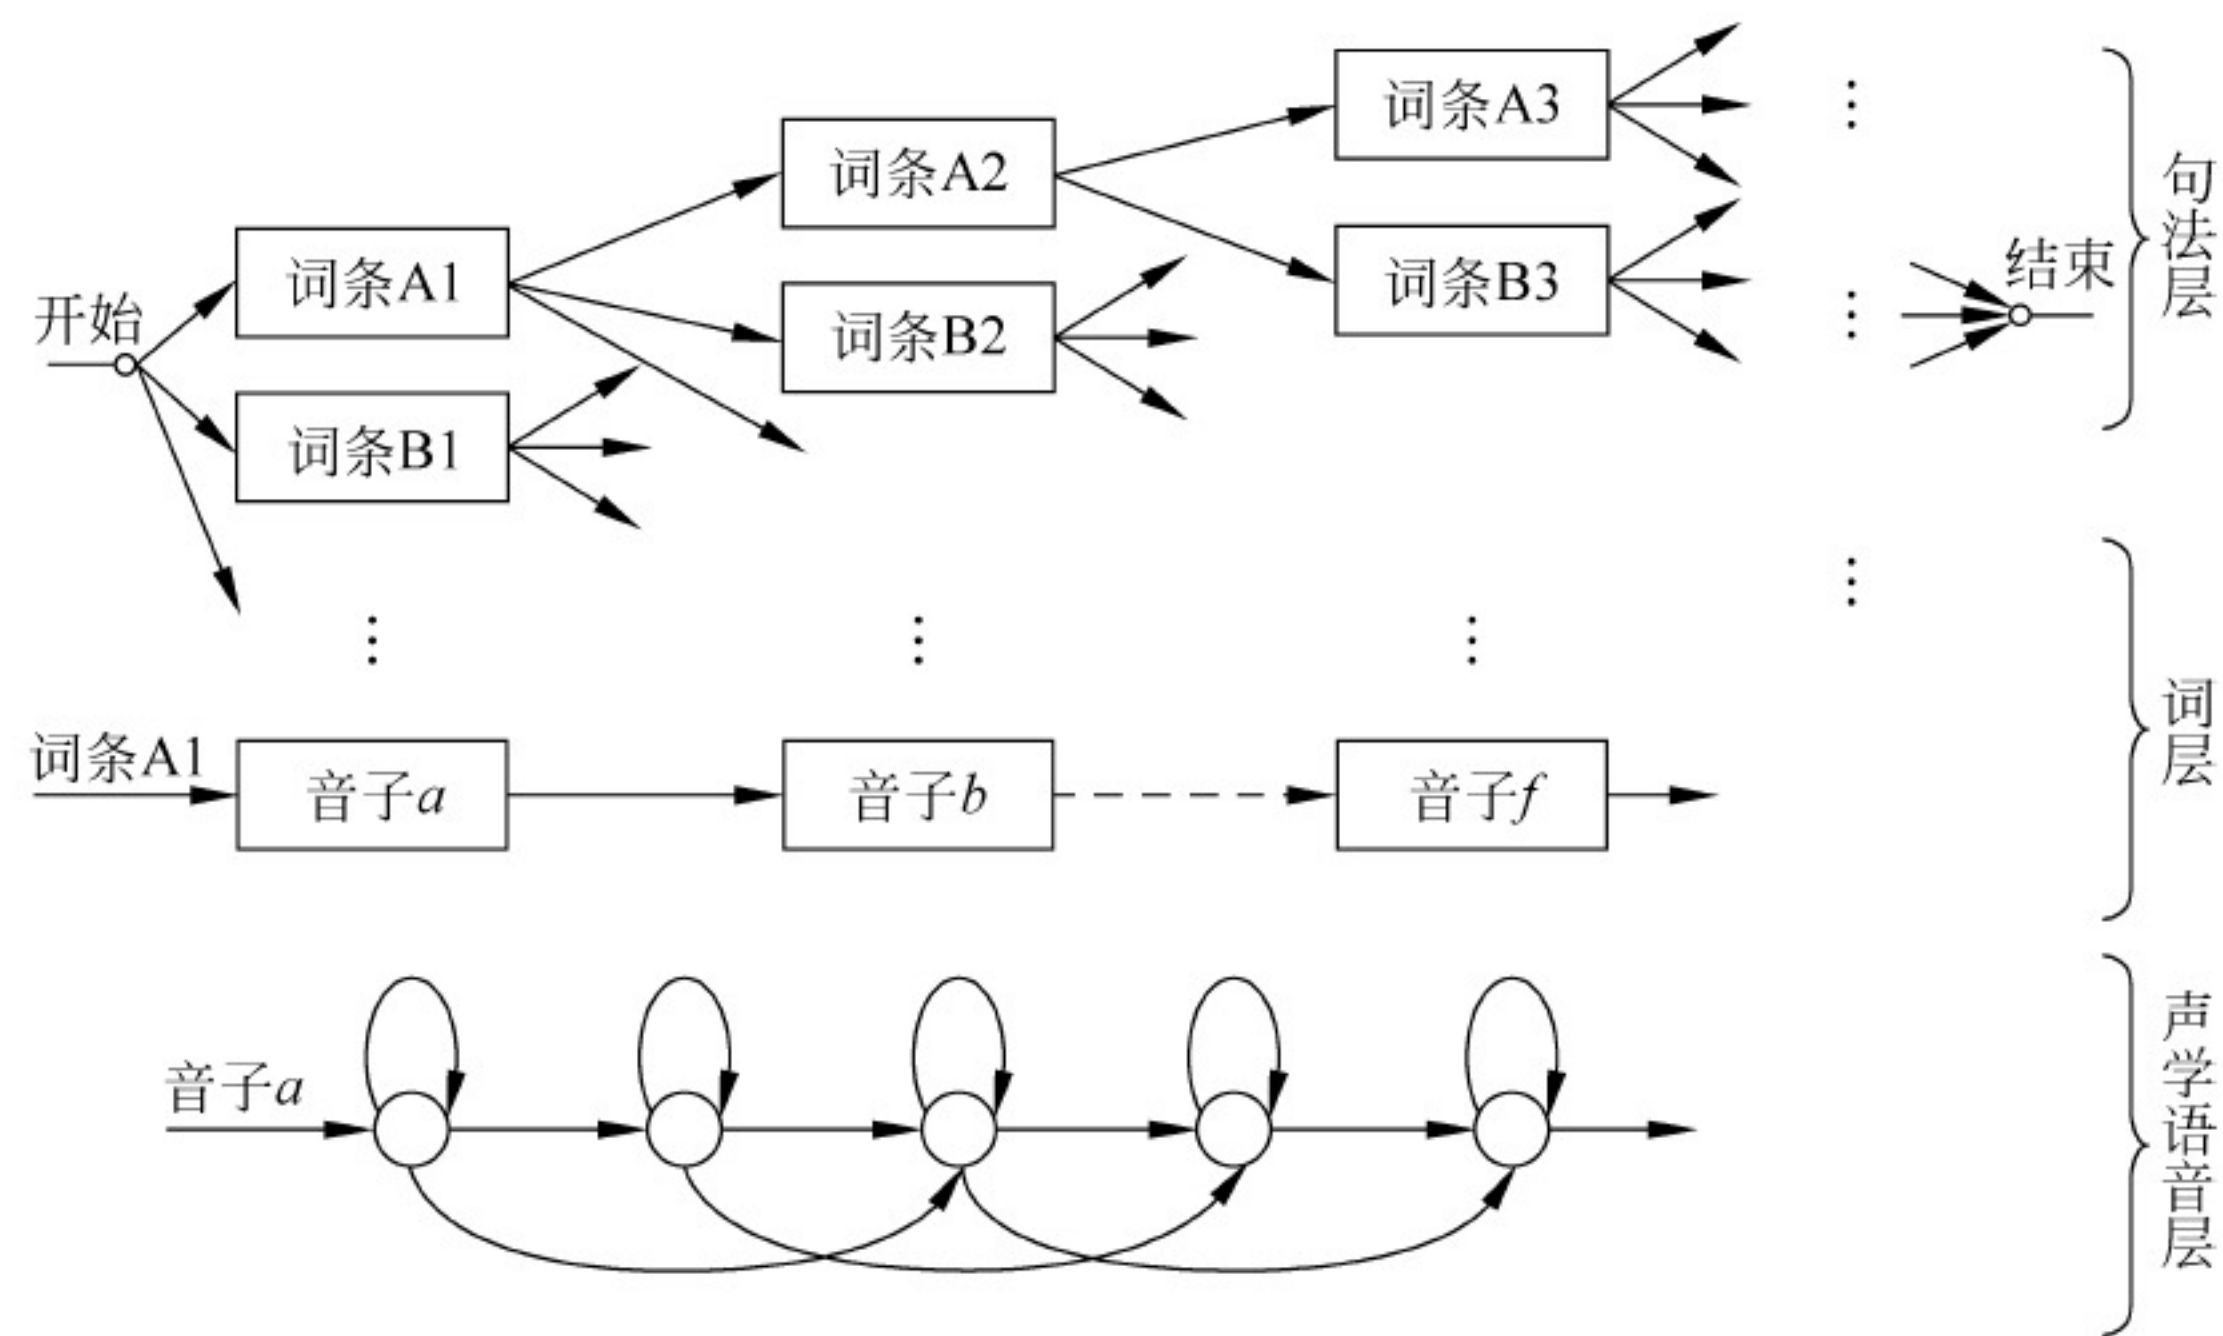 词条A3
词条A2
句法层
词条A1
词条B3
结束
开始
词条B2
词条B1
词条A1
音子a
音子b
音子f
词层
音子a
声学语音层